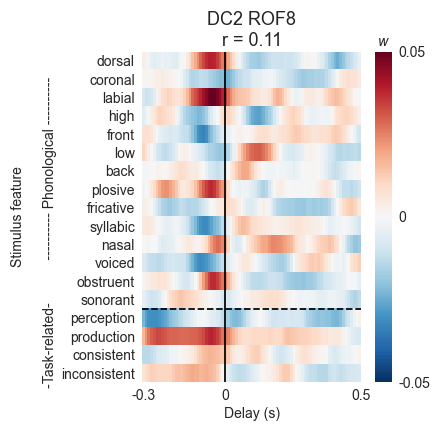 DC2 ROF8
r = 0.11
w
Stimulus feature
-Task-related- ---------- Phonological ----------
dorsal
coronal
labial
high
front
low
back
plosive
fricative
syllabic
nasal
voiced
obstruent
sonorant
perception
production
consistent
inconsistent
-0.3
0
0.5
Delay (s)
0.05
0
-0.05